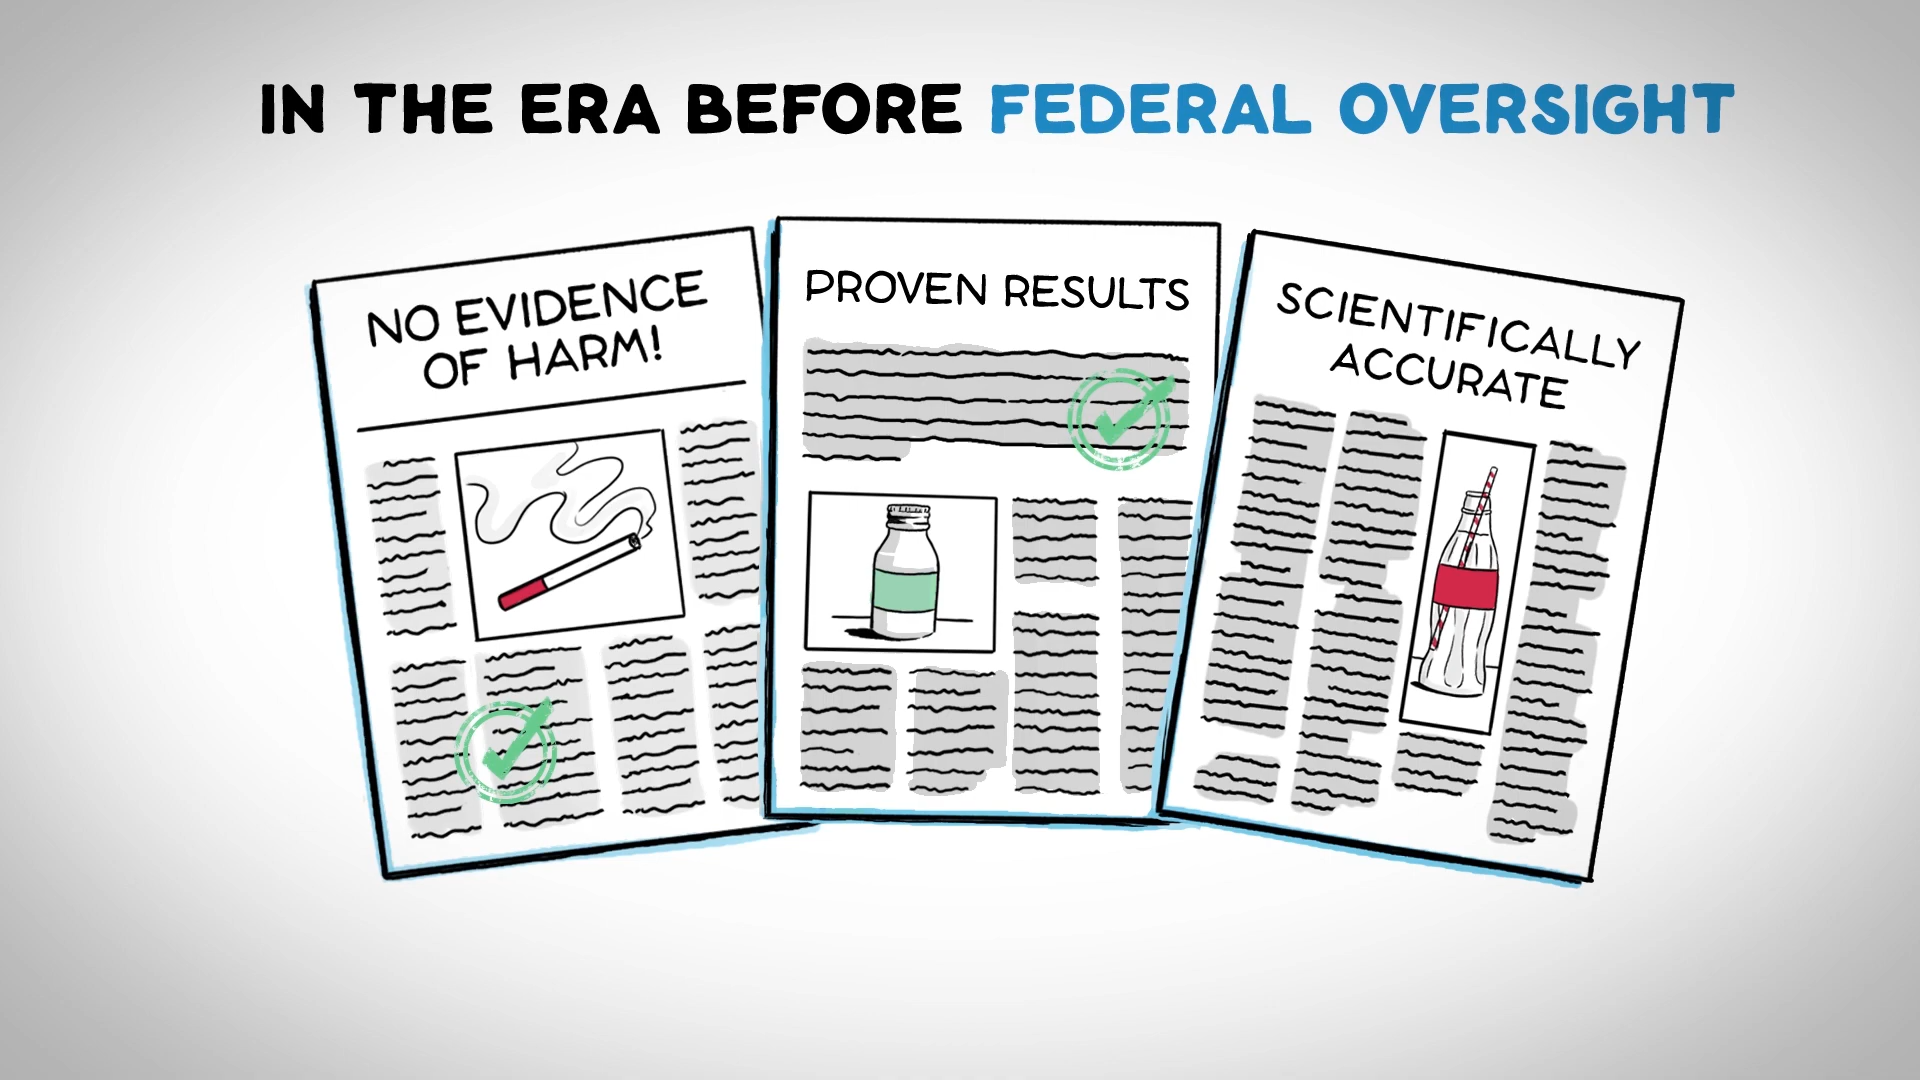 IN THE ERA BEFORE FEDERAL OVERSIGHT
NO EVIDENCE
OF HARM!
PROVEN RESULTS
SCIENTIFICALLY
ACCURATE